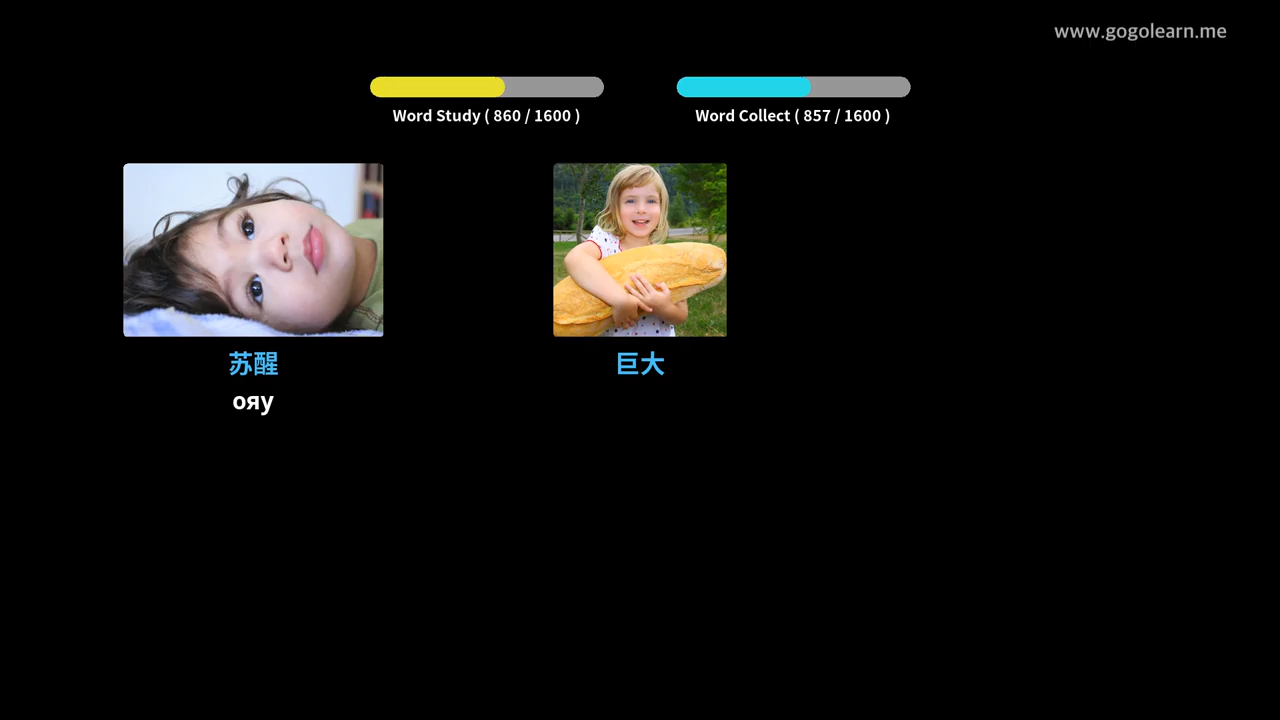 www.gogolearn.me
Word Study ( 860 / 1600 )
Word Collect ( 857 / 1600 )
苏醒
ояу
巨大